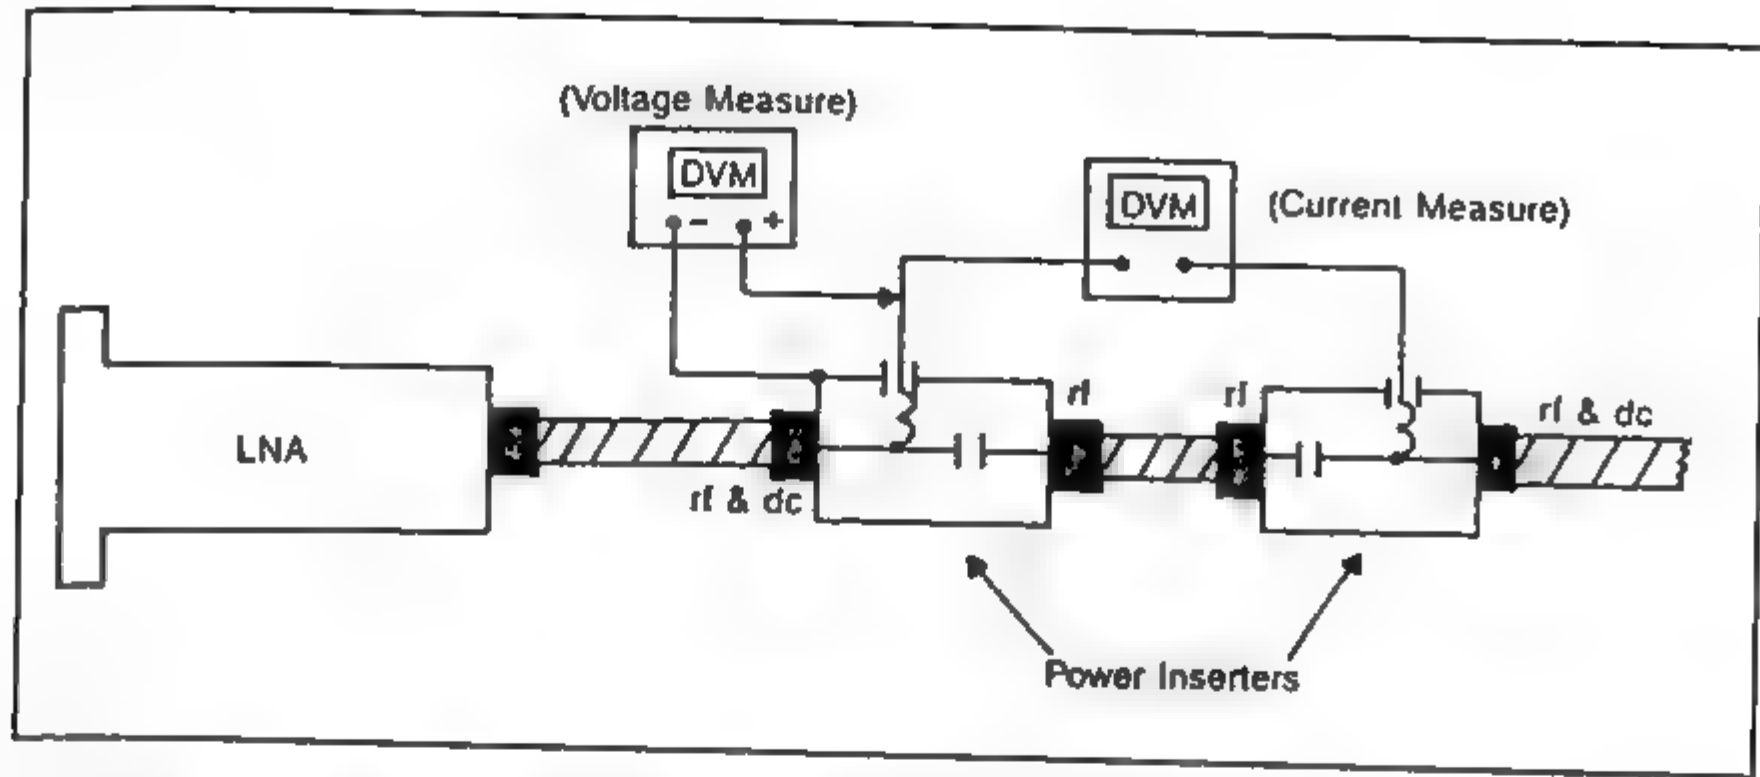 (Voltage Measure)
DVM
- +
DVM
(Current Measure)
LNA
rf & dc
rf
rf
rf & dc
Power Inserters